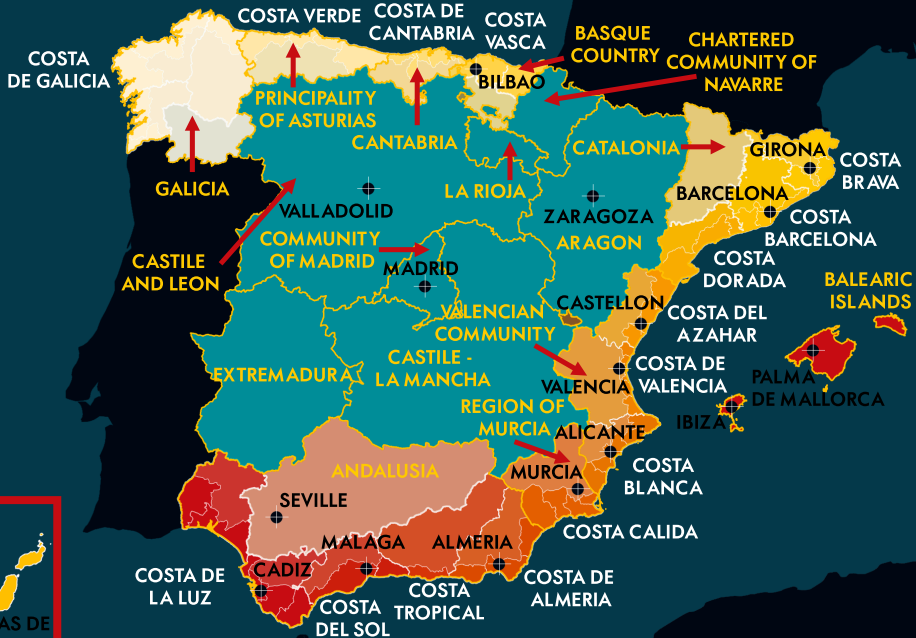 COSTA VERDE
COSTA DE
CANTABRIA
COSTA
VASCA
COSTA
DE GALICIA
BASQUE
COUNTRY
CHARTERED
COMMUNITY OF
NAVARRE
BILBAO
PRINCIPALITY
OF ASTURIAS
CANTABRIA
CATALONIA
GIRONA
COSTA
BRAVA
GALICIA
LA RIOJA
BARCELONA
VALLADOLID
ZARAGOZA
COSTA
BARCELONA
COMMUNITY
OF MADRID
ARAGON
CASTILE
AND LEON
MADRID
COSTA
DORADA
BALEARIC
ISLANDS
VALENCIAN
COMMUNITY
CASTELLON
COSTA DEL
AZAHAR
EXTREMADURA
CASTILE -
LA MANCHA
VALENCIA
COSTA DE
VALENCIA
PALMA
DE MALLORCA
IBIZA
REGION OF
MURCIA
ALICANTE
ANDALUSIA
MURCIA
COSTA
BLANCA
SEVILLE
COSTA CALIDA
MALAGA
ALMERIA
CADIZ
COSTA DE
LA LUZ
COSTA
DEL SOL
COSTA
TROPICAL
COSTA DE
ALMERIA
AS DE